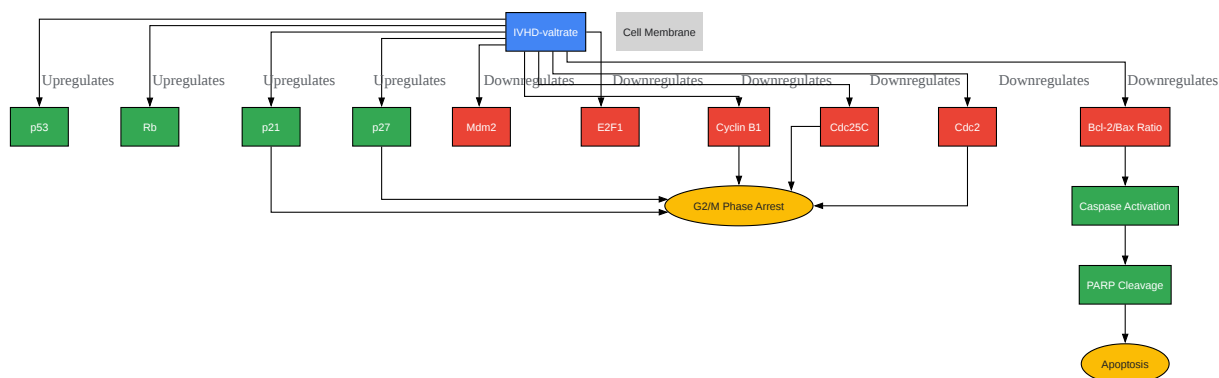 IVHD-valtrate
Cell Membrane
Upregulates
Upregulates
Upregulates
Upregulates
Downregulates
Downregulates
Downregulates
Downregulates
Downregulates
Downregulates
p53
Rb
p21
p27
Mdm2
E2F1
Cyclin B1
Cdc25C
Cdc2
Bcl-2/Bax Ratio
G2/M Phase Arrest
Caspase Activation
PARP Cleavage
Apoptosis